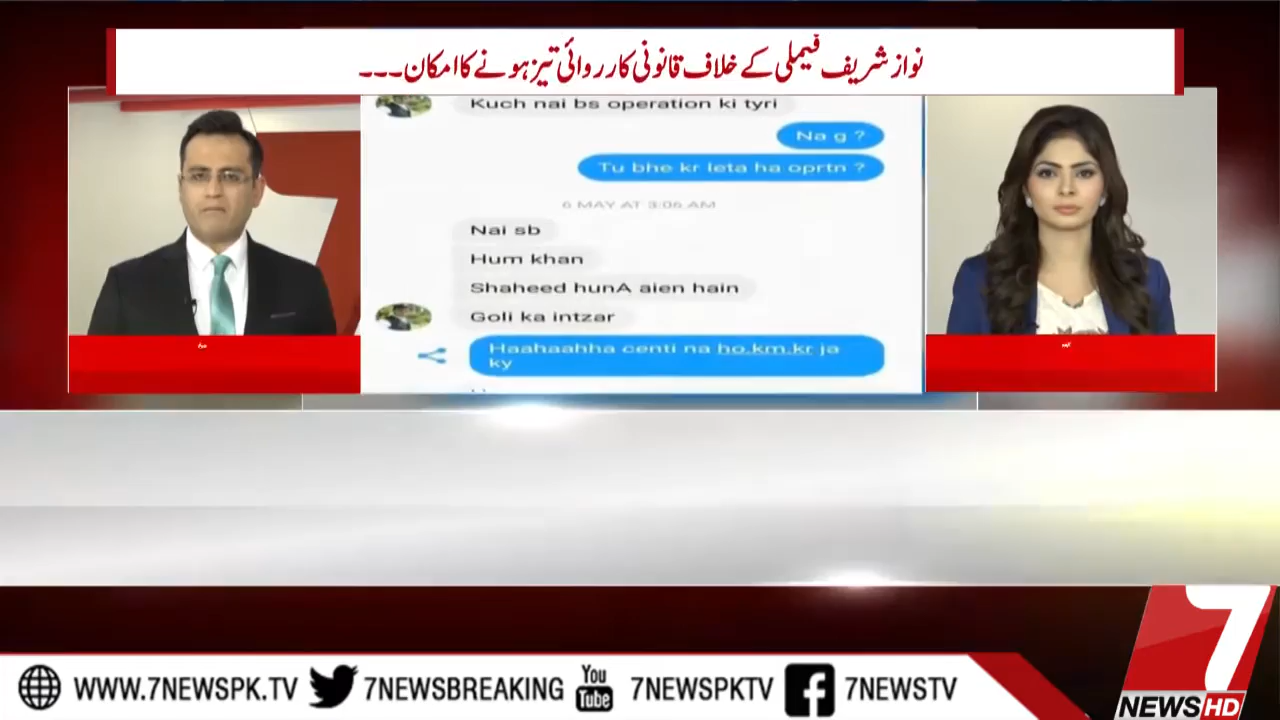 نواز شریف فیملی کے خلاف قانونی کارروائی تیز ہونے کا امکان۔۔۔
Kuch nai bs operation ki tyri
Na g ?
Tu bhe kr leta ha oprtn ?
6 MAY AT 3:06 AM
Nai sb
Hum khan
Shaheed hunA aien hain
Goli ka intzar
Haahaahha centi na ho.km.kr ja
ky
7
NEWS HD
WWW.7NEWSPK.TV 7NEWSBREAKING You Tube 7NEWSPKTV f 7NEWSTV